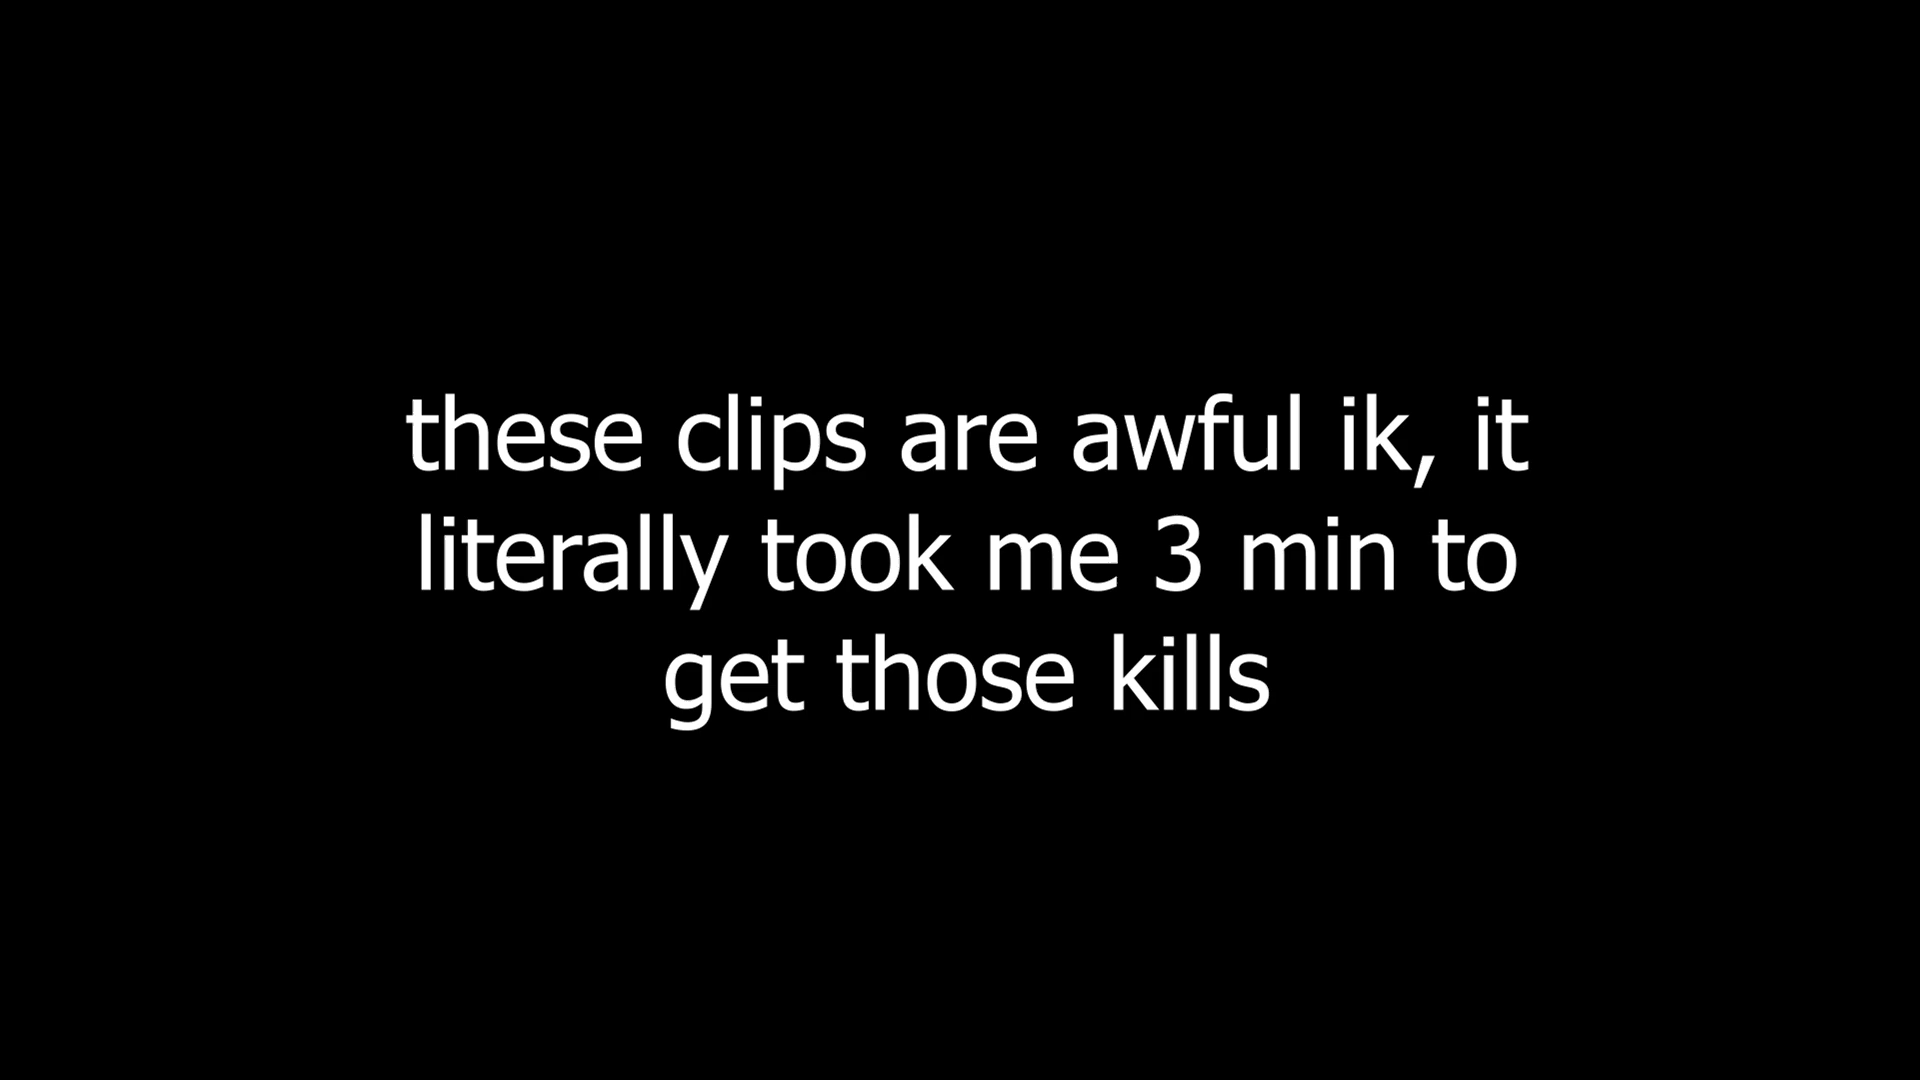 these clips are awful ik, it
literally took me 3 min to
get those kills